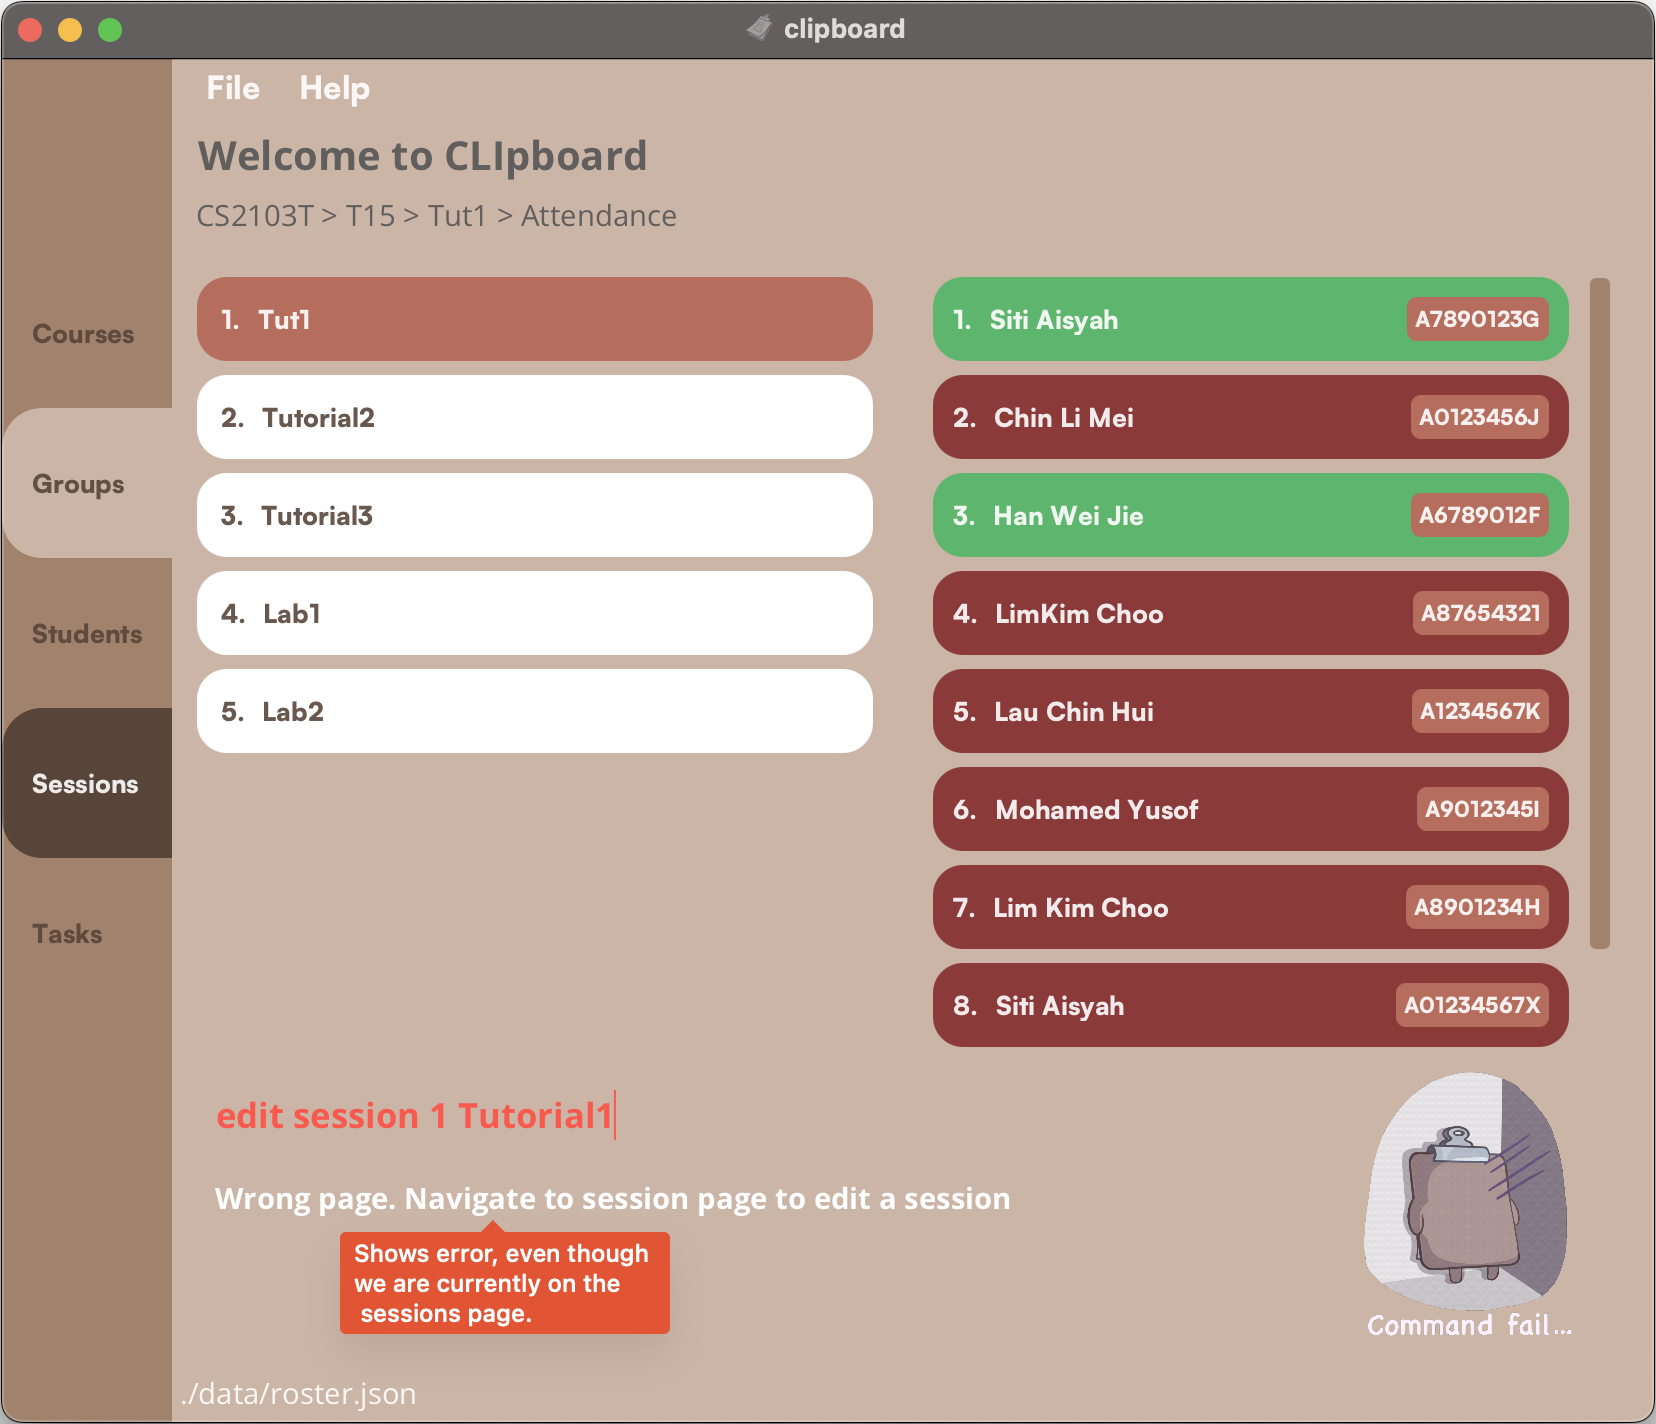 clipboard
File Help
Welcome to CLIpboard
CS2103T > T15 > Tut1 > Attendance
Courses
Groups
Students
Sessions
Tasks
1. Tut1
2. Tutorial2
3. Tutorial3
4. Lab1
5. Lab2
1. Siti Aisyah A7890123G
2. Chin Li Mei A0123456J
3. Han Wei Jie A6789012F
4. LimKim Choo A87654321
5. Lau Chin Hui A1234567K
6. Mohamed Yusof A9012345I
7. Lim Kim Choo A8901234H
8. Siti Aisyah A01234567X
edit session 1 Tutorial1
Wrong page. Navigate to session page to edit a session
Shows error, even though
we are currently on the
sessions page.
Command fail...
./data/roster.json